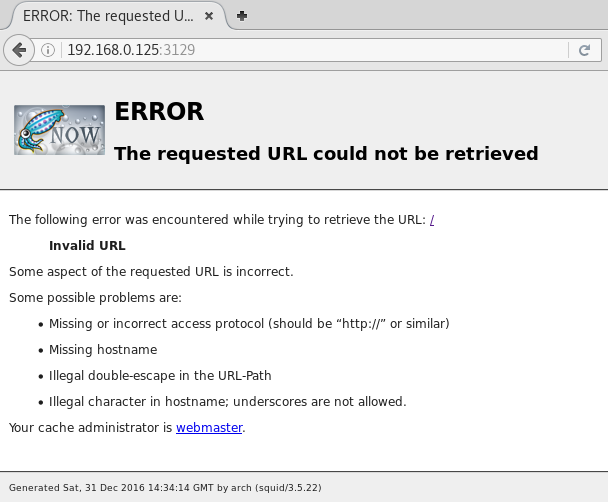 ERROR: The requested U...
192.168.0.125:3129
NOW
ERROR
The requested URL could not be retrieved
The following error was encountered while trying to retrieve the URL: /
Invalid URL
Some aspect of the requested URL is incorrect.
Some possible problems are:
• Missing or incorrect access protocol (should be “http://” or similar)
• Missing hostname
• Illegal double-escape in the URL-Path
• Illegal character in hostname; underscores are not allowed.
Your cache administrator is webmaster.
Generated Sat, 31 Dec 2016 14:34:14 GMT by arch (squid/3.5.22)